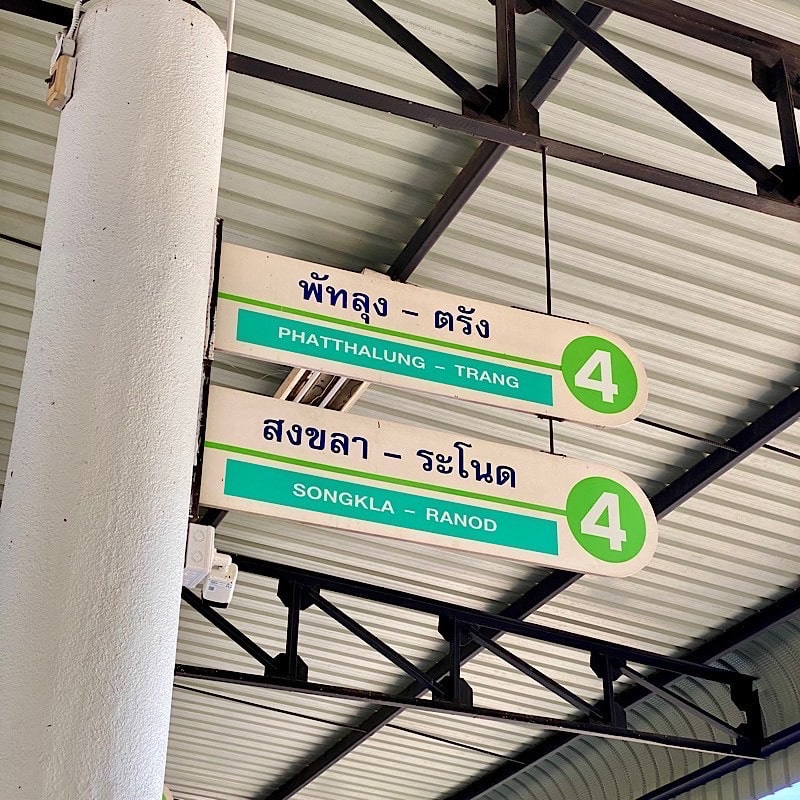 พัทลุง – ตรัง
PHATTHALUNG – TRANG
4
สงขลา – ระโนด
SONGKLA – RANOD
4